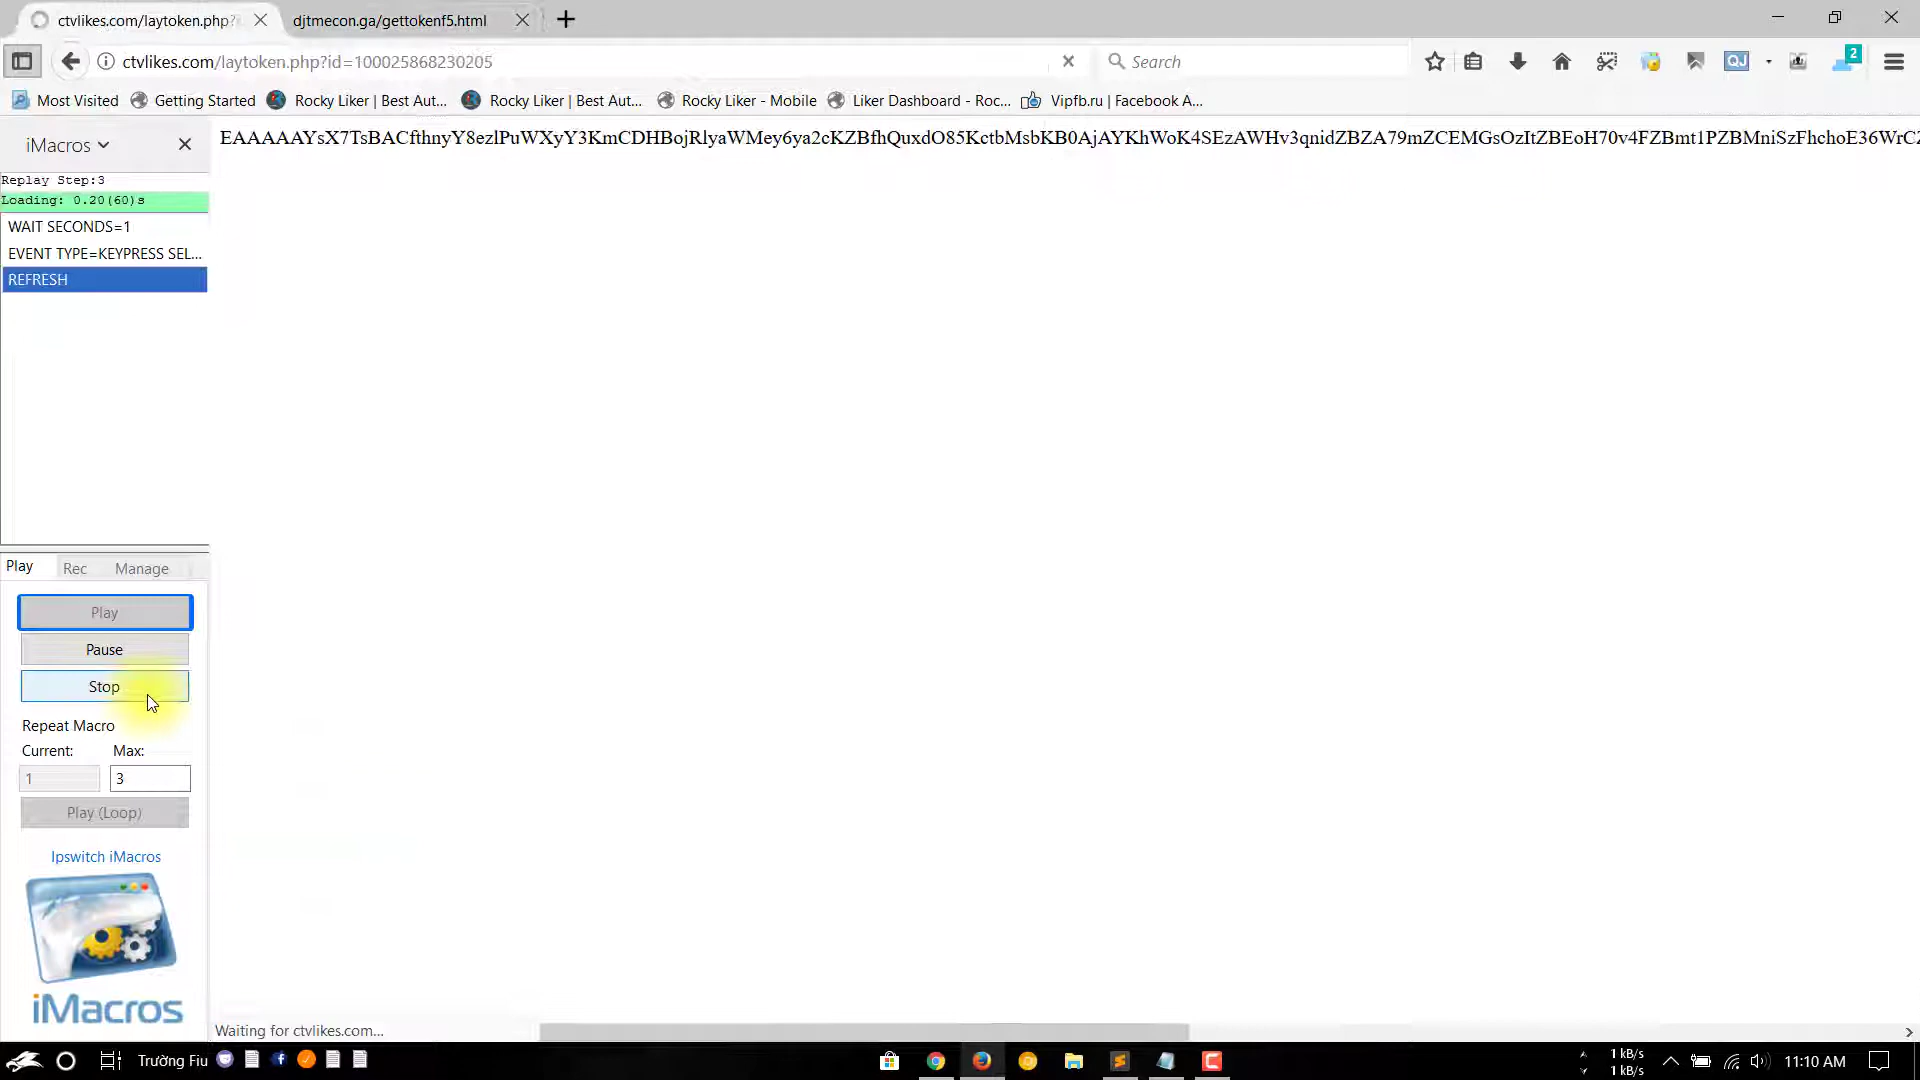 ctvlikes.com/laytoken.php?i
djtmecon.ga/gettokenf5.html
ctvlikes.com/laytoken.php?id=100025868230205
Search
QJ
2
Most Visited
Getting Started
Rocky Liker | Best Aut...
Rocky Liker | Best Aut...
Rocky Liker - Mobile
Liker Dashboard - Roc...
Vipfb.ru | Facebook A...
iMacros
EAAAAAYsX7TsBACfthnyY8ezlPuWXyY3KmCDHBojRlyaWMey6ya2cKZBfhQuxdO85KctbMsbKB0AjAYKhWoK4SEzAWHv3qnidZBZA79mZCEMGsOzItZBEoH70v4FZBmt1PZBMniSzFhchoE36WrCZ
Replay Step:3
Loading: 0.20(60)s
WAIT SECONDS=1
EVENT TYPE=KEYPRESS SEL...
REFRESH
Play
Rec
Manage
Play
Pause
Stop
Repeat Macro
Current:
Max:
1
3
Play (Loop)
Ipswitch iMacros
iMacros
Waiting for ctvlikes.com...
Trường Fiu
1 kB/s
1 kB/s
11:10 AM